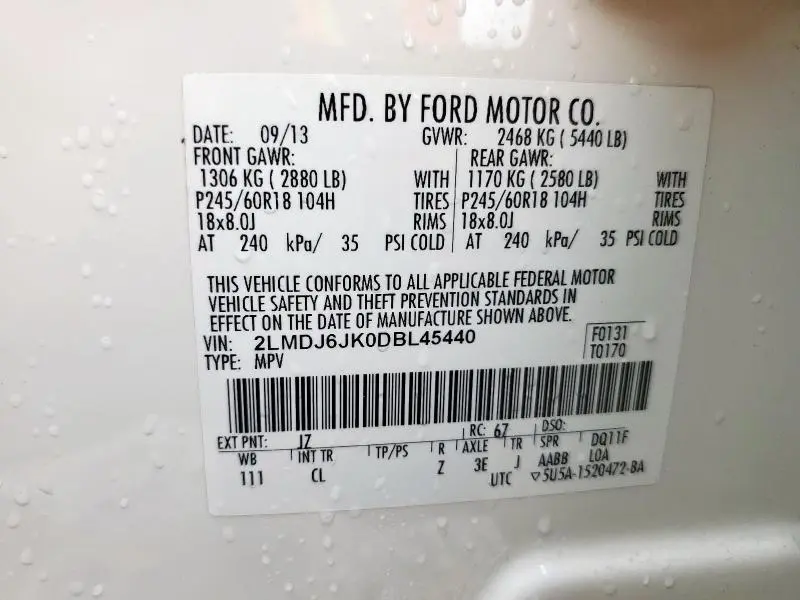 MFD. BY FORD MOTOR CO.
DATE: 09/13 GVWR: 2468 KG ( 5440 LB)
FRONT GAWR: REAR GAWR:
1306 KG ( 2880 LB) WITH 1170 KG ( 2580 LB) WITH
P245/60R18 104H TIRES P245/60R18 104H TIRES
18x8.0J RIMS 18x8.0J RIMS
AT 240 kPa/ 35 PSI COLD AT 240 kPa/ 35 PSI COLD
THIS VEHICLE CONFORMS TO ALL APPLICABLE FEDERAL MOTOR
VEHICLE SAFETY AND THEFT PREVENTION STANDARDS IN
EFFECT ON THE DATE OF MANUFACTURE SHOWN ABOVE.
VIN: 2LMDJ6JK0DBL45440 F0131
TYPE: MPV T0170
EXT PNT: JZ RC: 67 DSO:
WB INT TR TP/PS R AXLE TR SPR DQ11F
111 CL Z 3E J AABB LOA
UTC ▽5U5A-1520472-BA